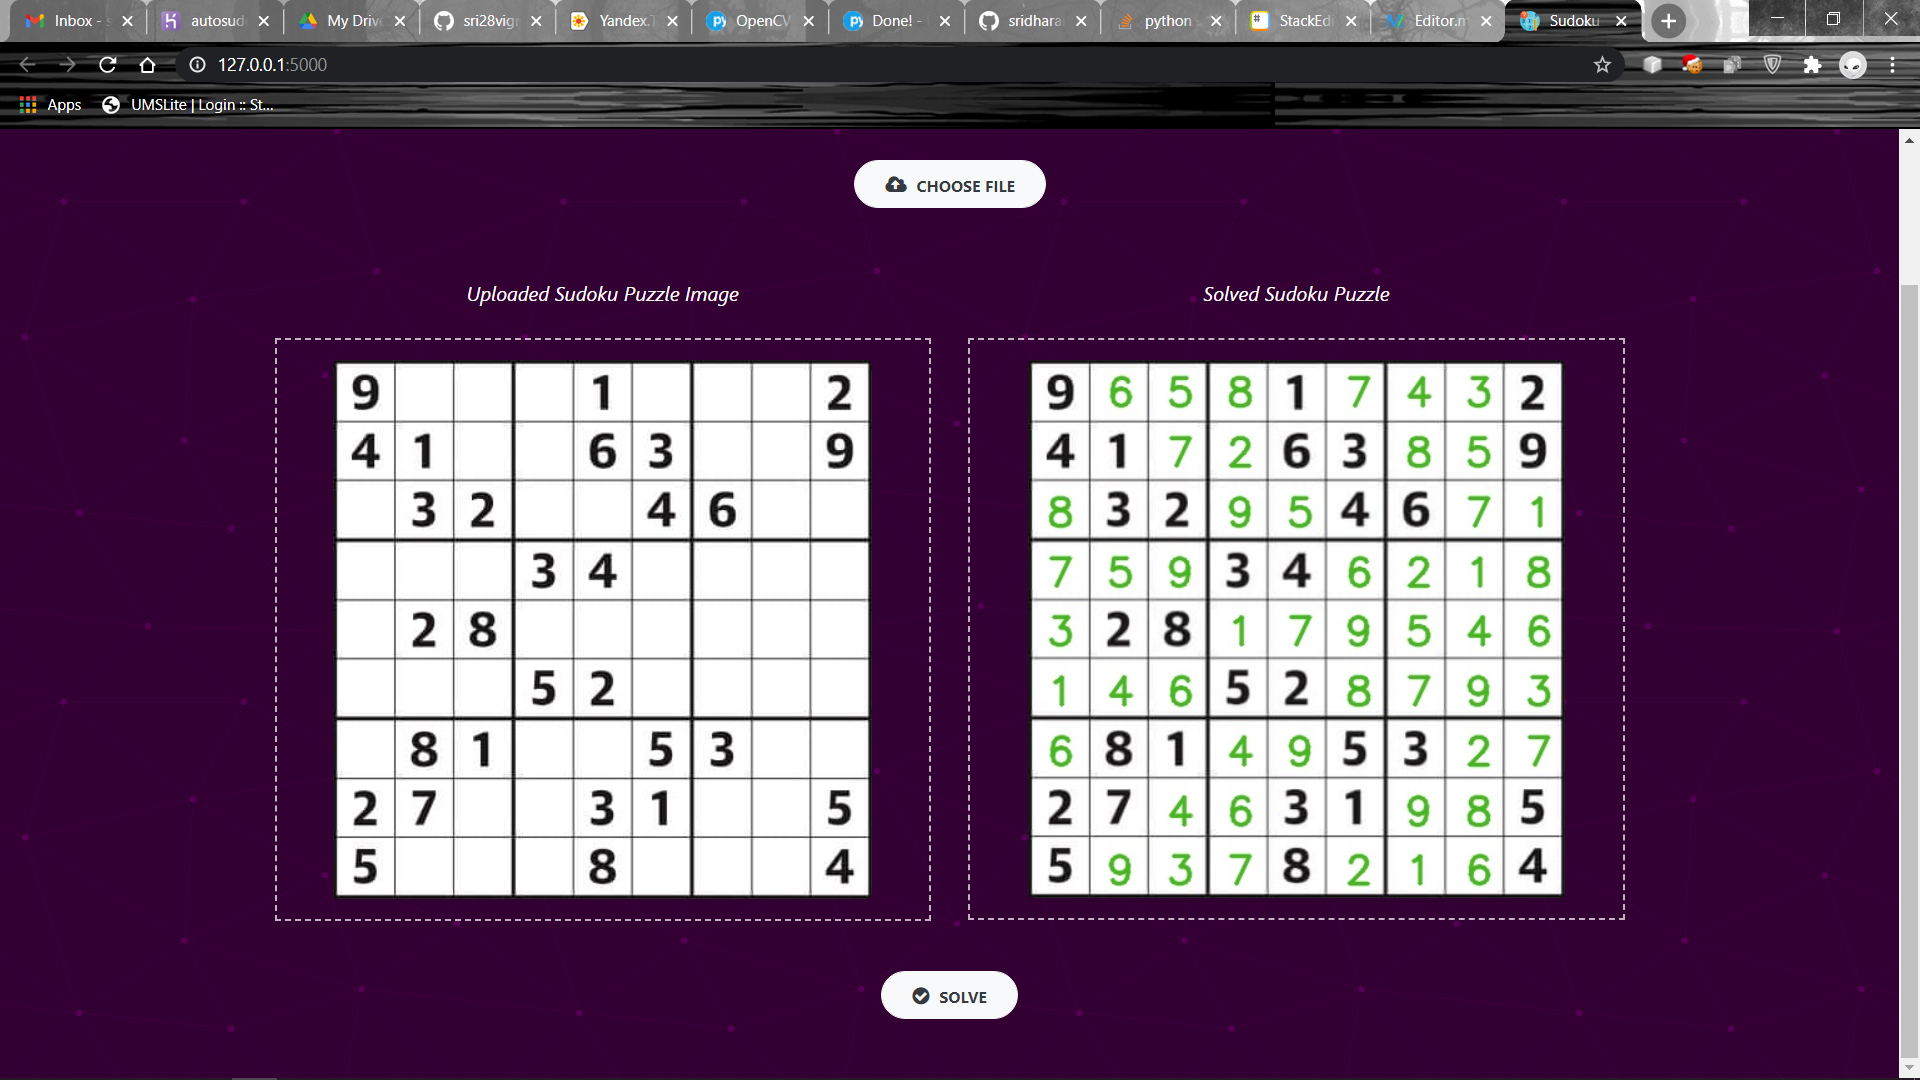 Inbox - s
autosud
My Drive
sri28vign
Yandex.T
OpenCV
Done! -
sridhara
python
StackEdi
Editor.m
Sudoku
127.0.0.1:5000
Apps UMSLite | Login :: St...
CHOOSE FILE
Uploaded Sudoku Puzzle Image
9 1 2
4 1 6 3 9
3 2 4 6
3 4
2 8
5 2
8 1 5 3
2 7 3 1 5
5 8 4
Solved Sudoku Puzzle
9 6 5 8 1 7 4 3 2
4 1 7 2 6 3 8 5 9
8 3 2 9 5 4 6 7 1
7 5 9 3 4 6 2 1 8
3 2 8 1 7 9 5 4 6
1 4 6 5 2 8 7 9 3
6 8 1 4 9 5 3 2 7
2 7 4 6 3 1 9 8 5
5 9 3 7 8 2 1 6 4
SOLVE